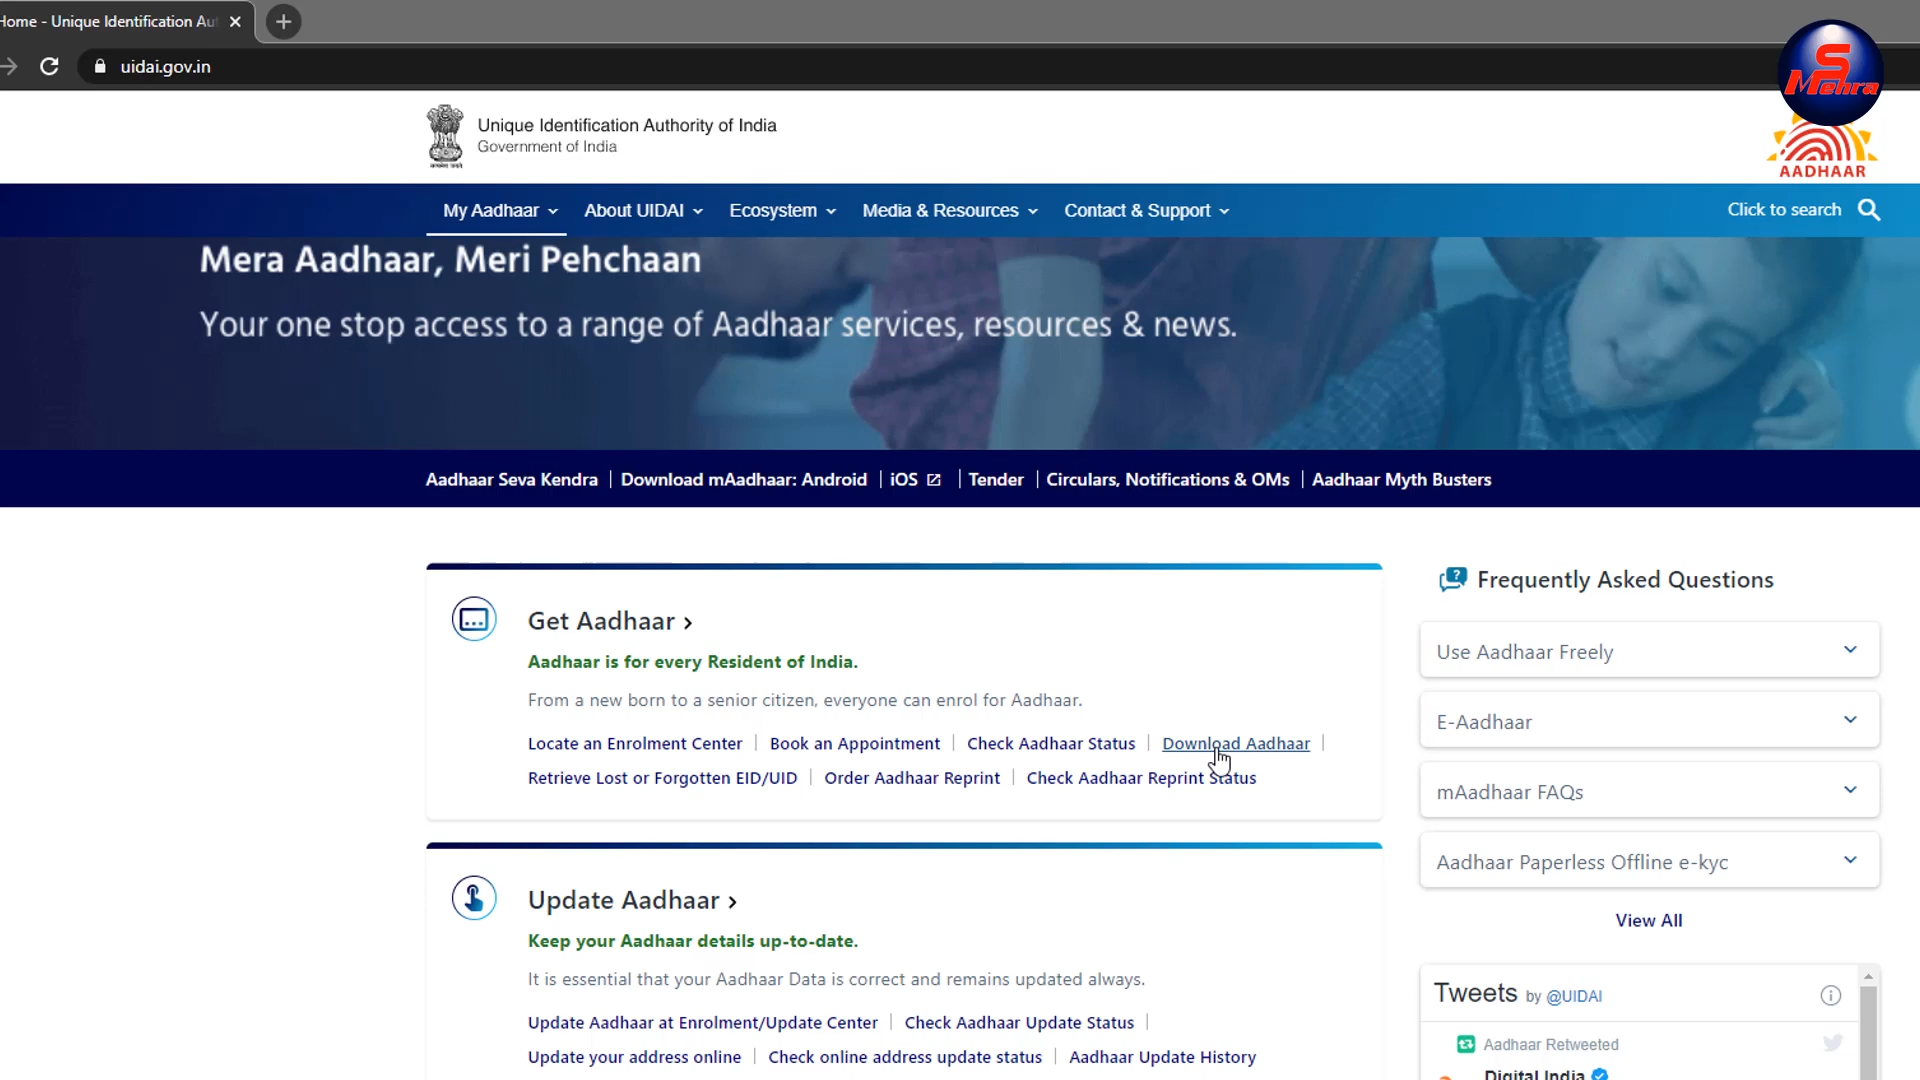 Home - Unique Identification Aut
uidai.gov.in
S
Mehra
Unique Identification Authority of India
Government of India
AADHAAR
My Aadhaar
About UIDAI
Ecosystem
Media & Resources
Contact & Support
Click to search
Mera Aadhaar, Meri Pehchaan
Your one stop access to a range of Aadhaar services, resources & news.
Aadhaar Seva Kendra | Download mAadhaar: Android | iOS | Tender | Circulars, Notifications & OMs | Aadhaar Myth Busters
Get Aadhaar >
Aadhaar is for every Resident of India.
From a new born to a senior citizen, everyone can enrol for Aadhaar.
Locate an Enrolment Center | Book an Appointment | Check Aadhaar Status | Download Aadhaar |
Retrieve Lost or Forgotten EID/UID | Order Aadhaar Reprint | Check Aadhaar Reprint Status
Update Aadhaar >
Keep your Aadhaar details up-to-date.
It is essential that your Aadhaar Data is correct and remains updated always.
Update Aadhaar at Enrolment/Update Center | Check Aadhaar Update Status |
Update your address online | Check online address update status | Aadhaar Update History
Frequently Asked Questions
Use Aadhaar Freely
E-Aadhaar
mAadhaar FAQs
Aadhaar Paperless Offline e-kyc
View All
Tweets by @UIDAI
Aadhaar Retweeted
Digital India